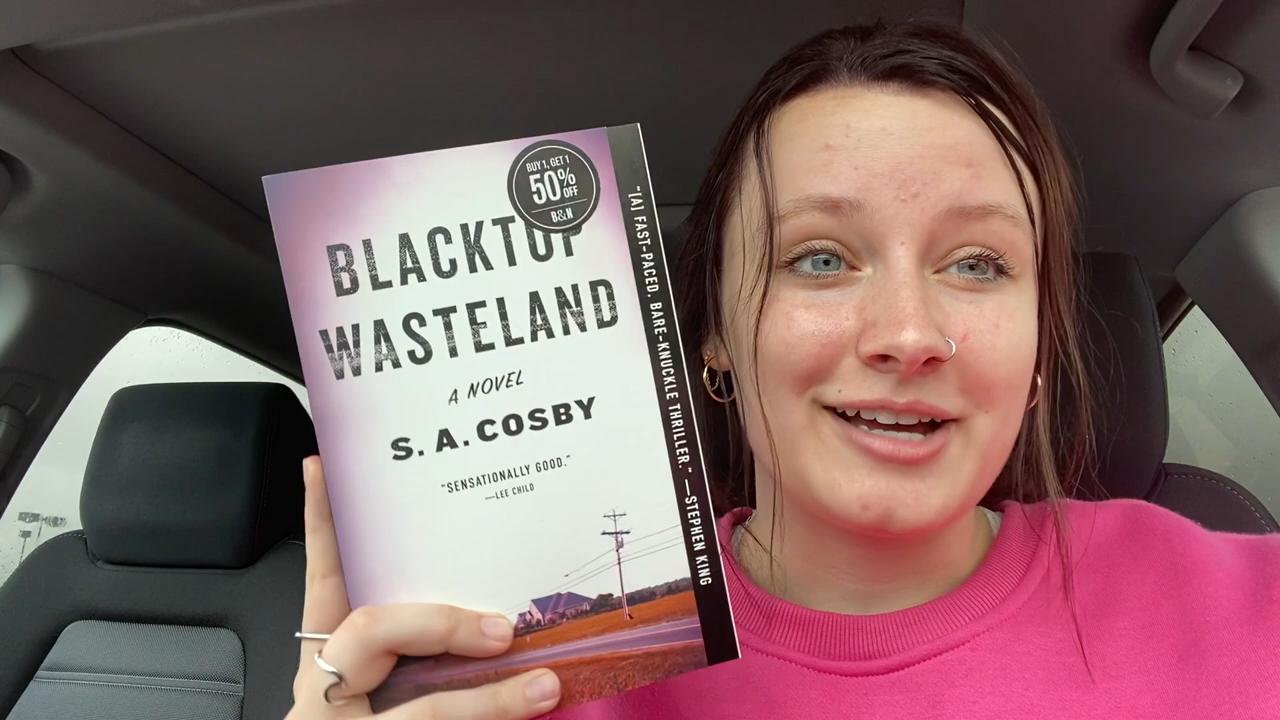 BUY 1, GET 1
50% OFF
B&N
BLACKTOP
WASTELAND
A NOVEL
S. A. COSBY
"SENSATIONALLY GOOD."
—LEE CHILD
"[A] FAST-PACED, BARE-KNUCKLE THRILLER." —STEPHEN KING